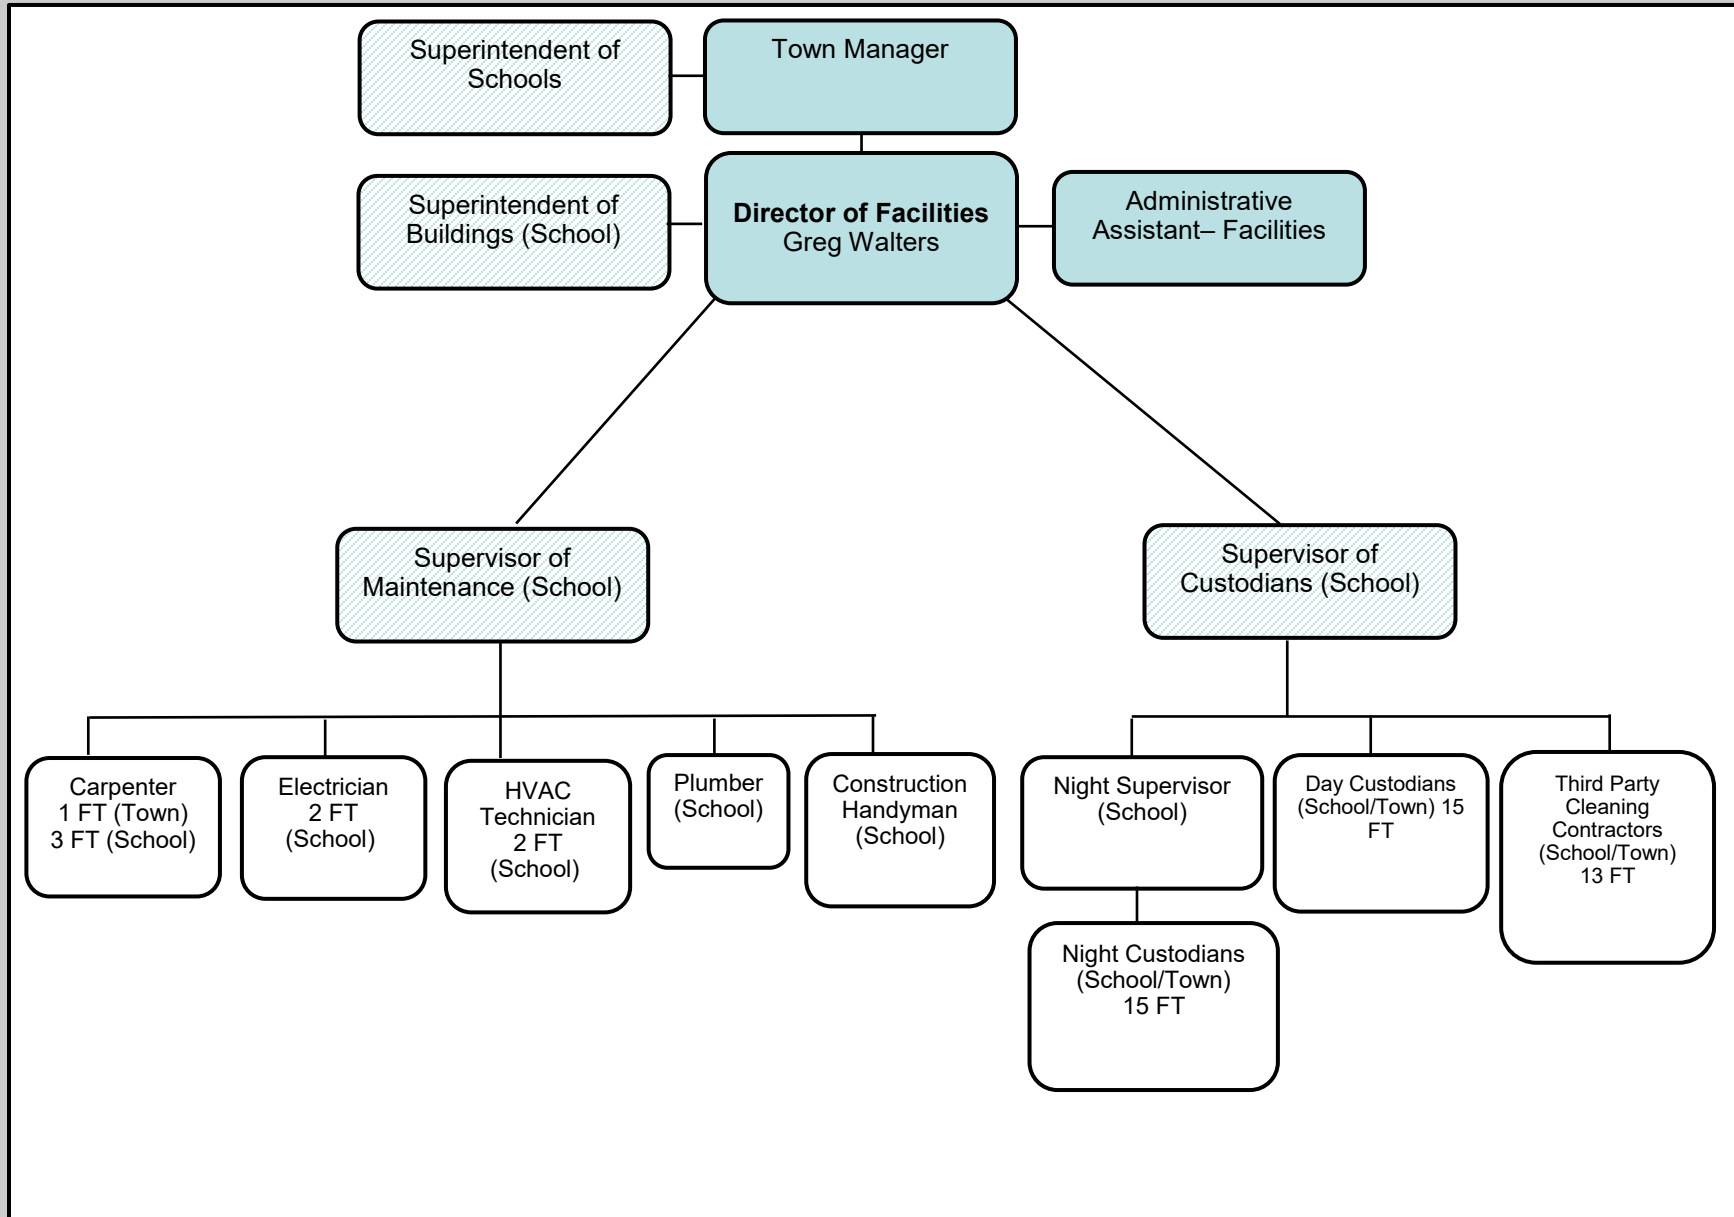 Superintendent of
Schools
Town Manager
Superintendent of
Buildings (School)
Director of Facilities
Greg Walters
Administrative
Assistant– Facilities
Supervisor of
Maintenance (School)
Supervisor of
Custodians (School)
Carpenter
1 FT (Town)
3 FT (School)
Electrician
2 FT
(School)
HVAC
Technician
2 FT
(School)
Plumber
(School)
Construction
Handyman
(School)
Night Supervisor
(School)
Day Custodians
(School/Town) 15
FT
Third Party
Cleaning
Contractors
(School/Town)
13 FT
Night Custodians
(School/Town)
15 FT